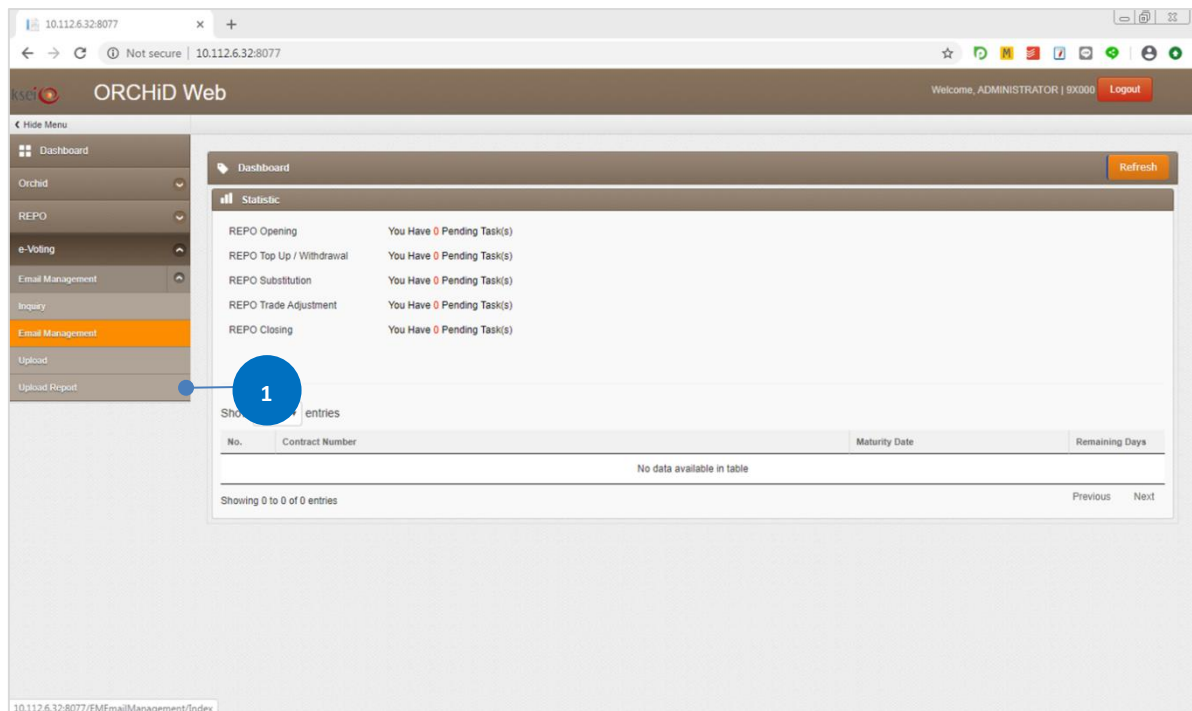 10.112.6.32:8077
Not secure | 10.112.6.32:8077
ksei ORCHiD Web Welcome, ADMINISTRATOR | 9X000 Logout
Hide Menu
Dashboard
Orchid
REPO
e-Voting
Email Management
Inquiry
Email Management
Upload
Upload Report
Dashboard Refresh
Statistic
REPO Opening You Have 0 Pending Task(s)
REPO Top Up / Withdrawal You Have 0 Pending Task(s)
REPO Substitution You Have 0 Pending Task(s)
REPO Trade Adjustment You Have 0 Pending Task(s)
REPO Closing You Have 0 Pending Task(s)
1
entries
No. Contract Number Maturity Date Remaining Days
No data available in table
Showing 0 to 0 of 0 entries Previous Next
10.112.6.32:8077/EMEmailManagement/Index